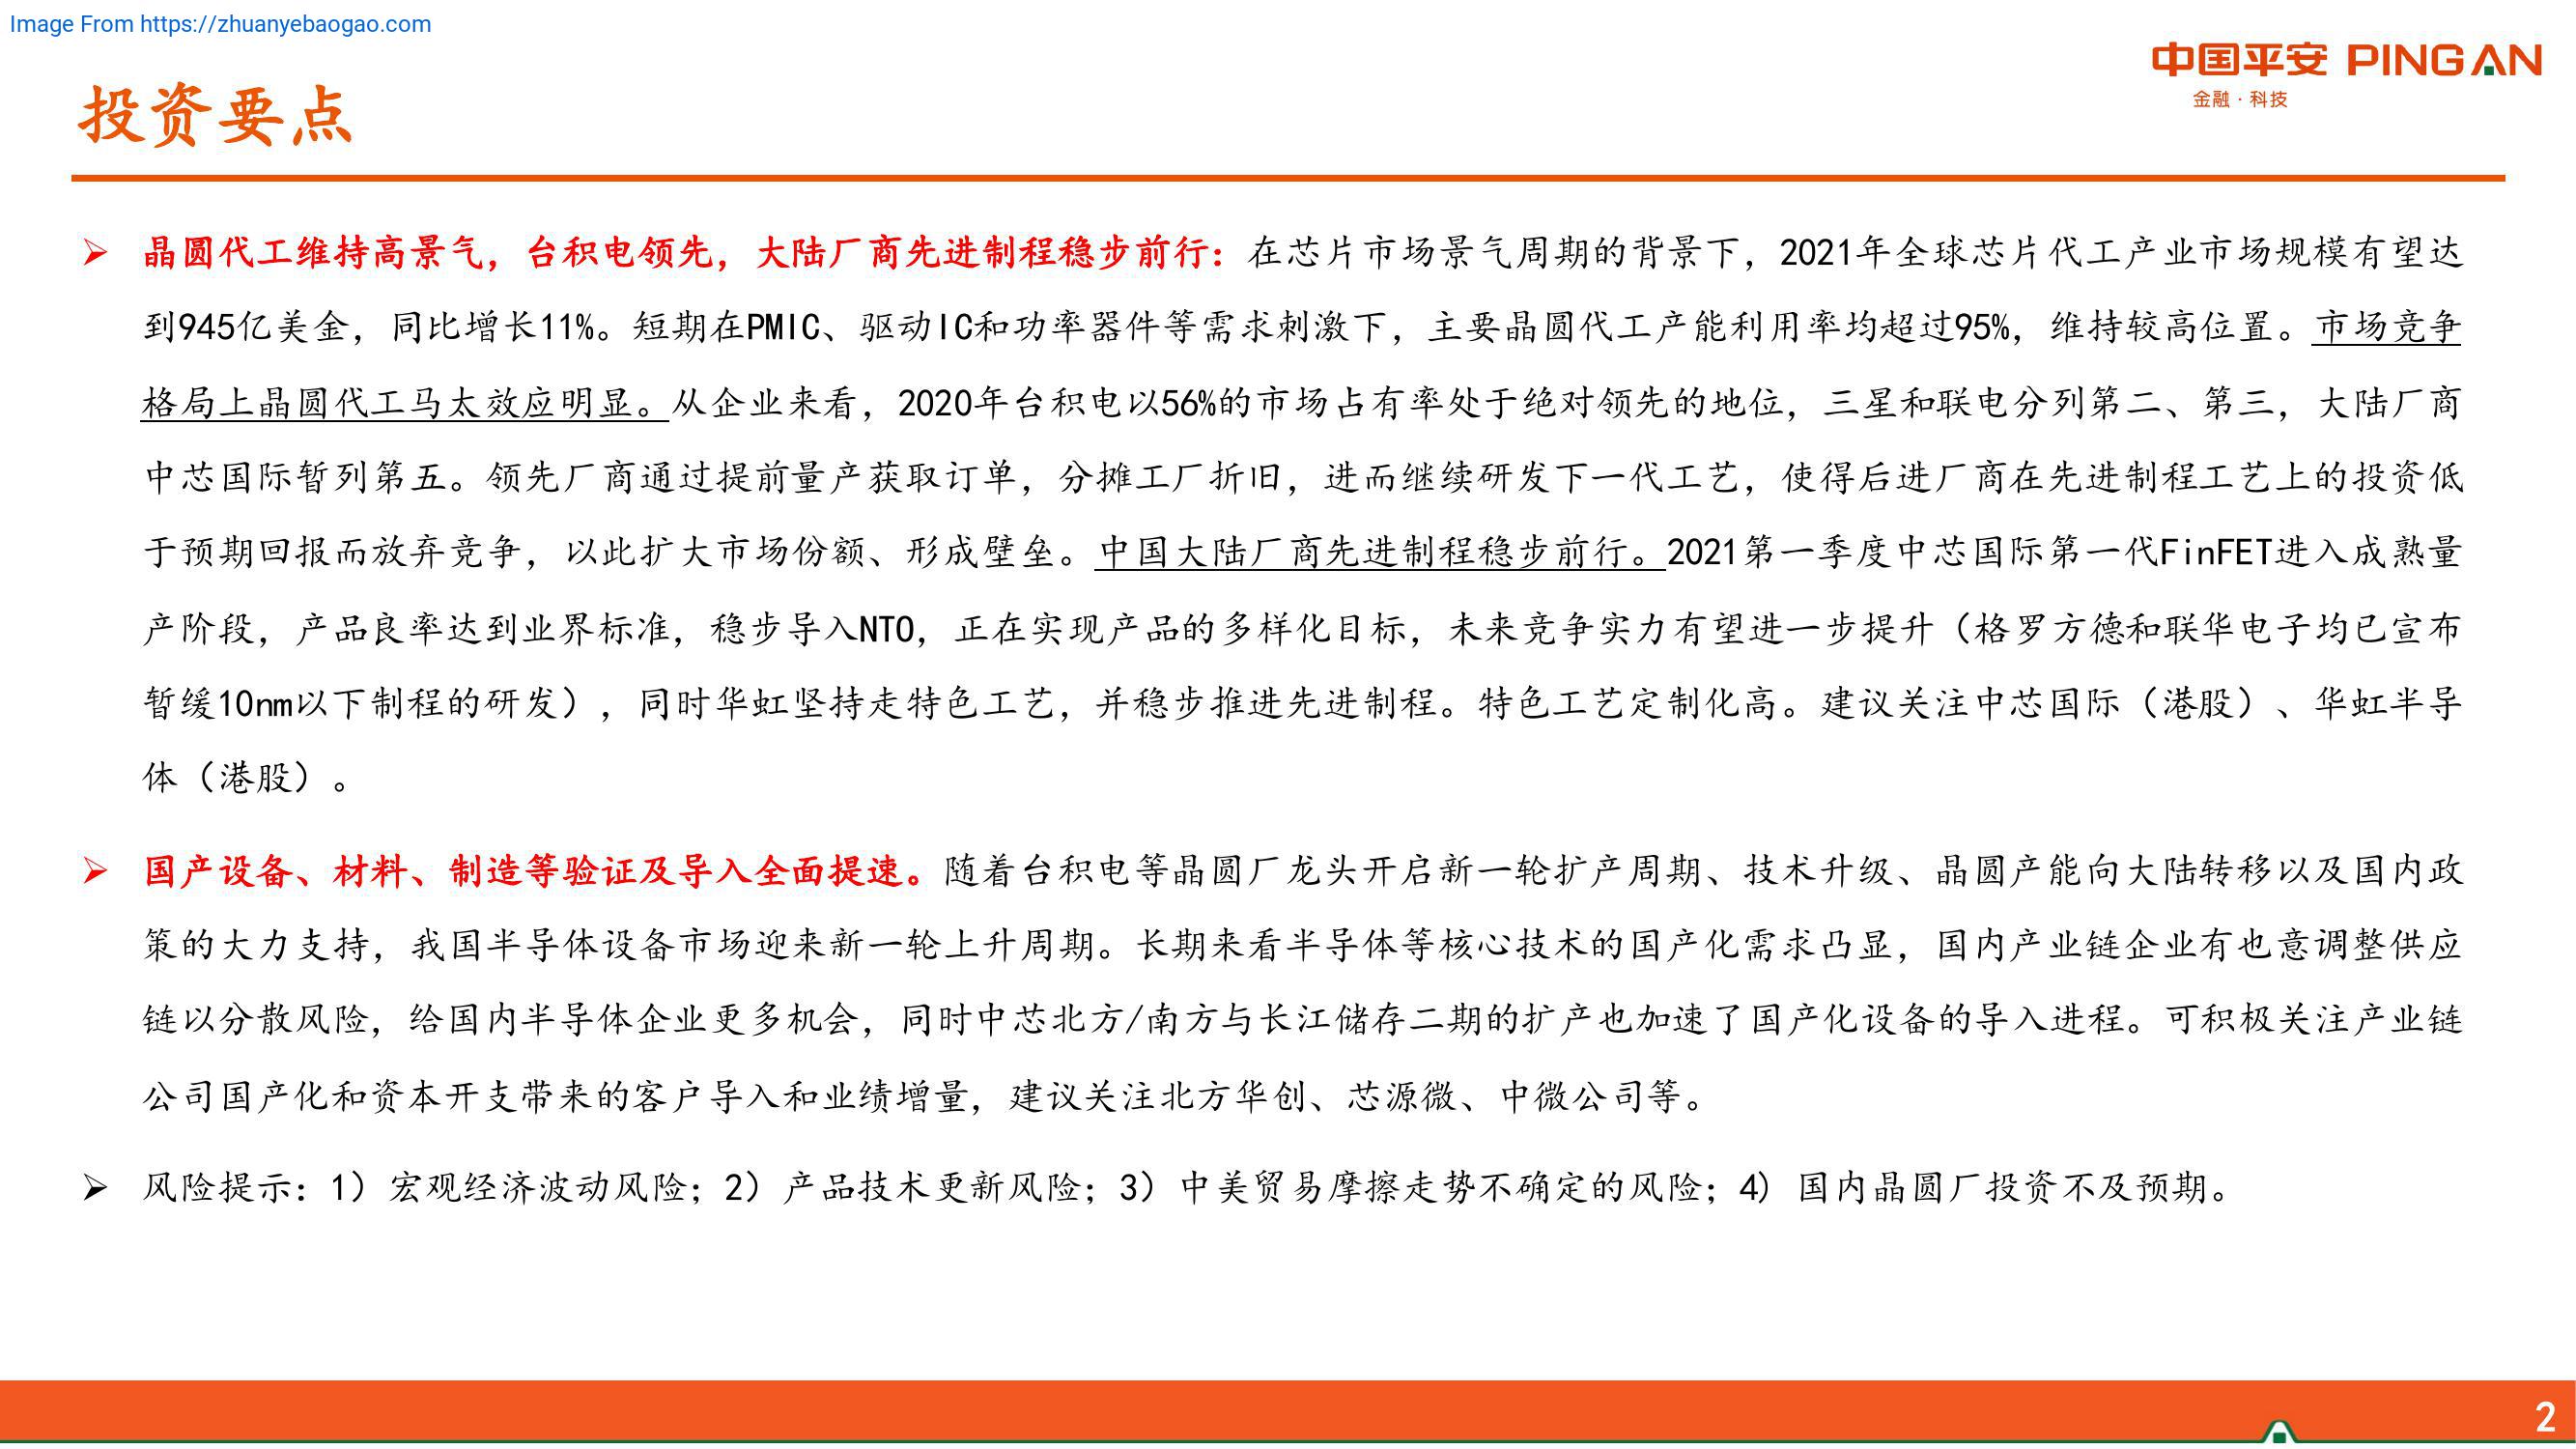 Image From https://zhuanyebaogao.com
中国平安 PING AN
金融·科技
投资要点
晶圆代工维持高景气，台积电领先，大陆厂商先进制程稳步前行：在芯片市场景气周期的背景下，2021年全球芯片代工产业市场规模有望达
到945亿美金，同比增长11%。短期在PMIC、驱动IC和功率器件等需求刺激下，主要晶圆代工产能利用率均超过95%，维持较高位置。市场竞争
格局上晶圆代工马太效应明显。从企业来看，2020年台积电以56%的市场占有率处于绝对领先的地位，三星和联电分列第二、第三，大陆厂商
中芯国际暂列第五。领先厂商通过提前量产获取订单，分摊工厂折旧，进而继续研发下一代工艺，使得后进厂商在先进制程工艺上的投资低
于预期回报而放弃竞争，以此扩大市场份额、形成壁垒。中国大陆厂商先进制程稳步前行。2021第一季度中芯国际第一代FinFET进入成熟量
产阶段，产品良率达到业界标准，稳步导入NTO，正在实现产品的多样化目标，未来竞争实力有望进一步提升（格罗方德和联华电子均已宣布
暂缓10nm以下制程的研发），同时华虹坚持走特色工艺，并稳步推进先进制程。特色工艺定制化高。建议关注中芯国际（港股）、华虹半导
体（港股）。
国产设备、材料、制造等验证及导入全面提速。随着台积电等晶圆厂龙头开启新一轮扩产周期、技术升级、晶圆产能向大陆转移以及国内政
策的大力支持，我国半导体设备市场迎来新一轮上升周期。长期来看半导体等核心技术的国产化需求凸显，国内产业链企业有也意调整供应
链以分散风险，给国内半导体企业更多机会，同时中芯北方/南方与长江储存二期的扩产也加速了国产化设备的导入进程。可积极关注产业链
公司国产化和资本开支带来的客户导入和业绩增量，建议关注北方华创、芯源微、中微公司等。
风险提示：1）宏观经济波动风险；2）产品技术更新风险；3）中美贸易摩擦走势不确定的风险；4) 国内晶圆厂投资不及预期。
2